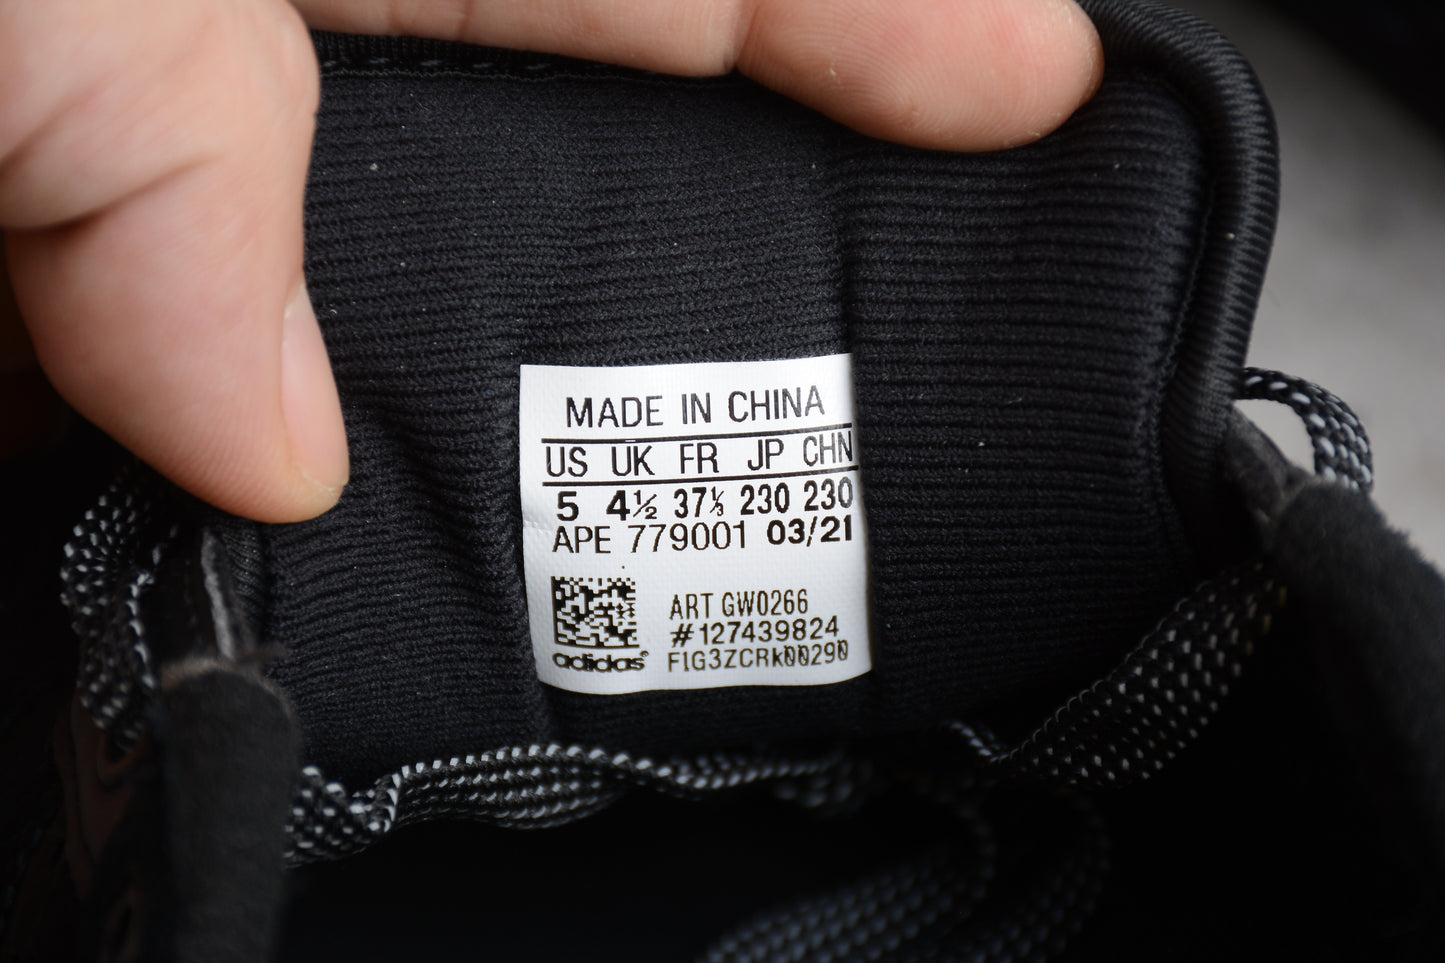 MADE IN CHINA
US UK FR JP CHN
5 4½ 37⅓ 230 230
APE 779001 03/21
ART GW0266
#127439824
F1G3ZCRK00290
adidas®